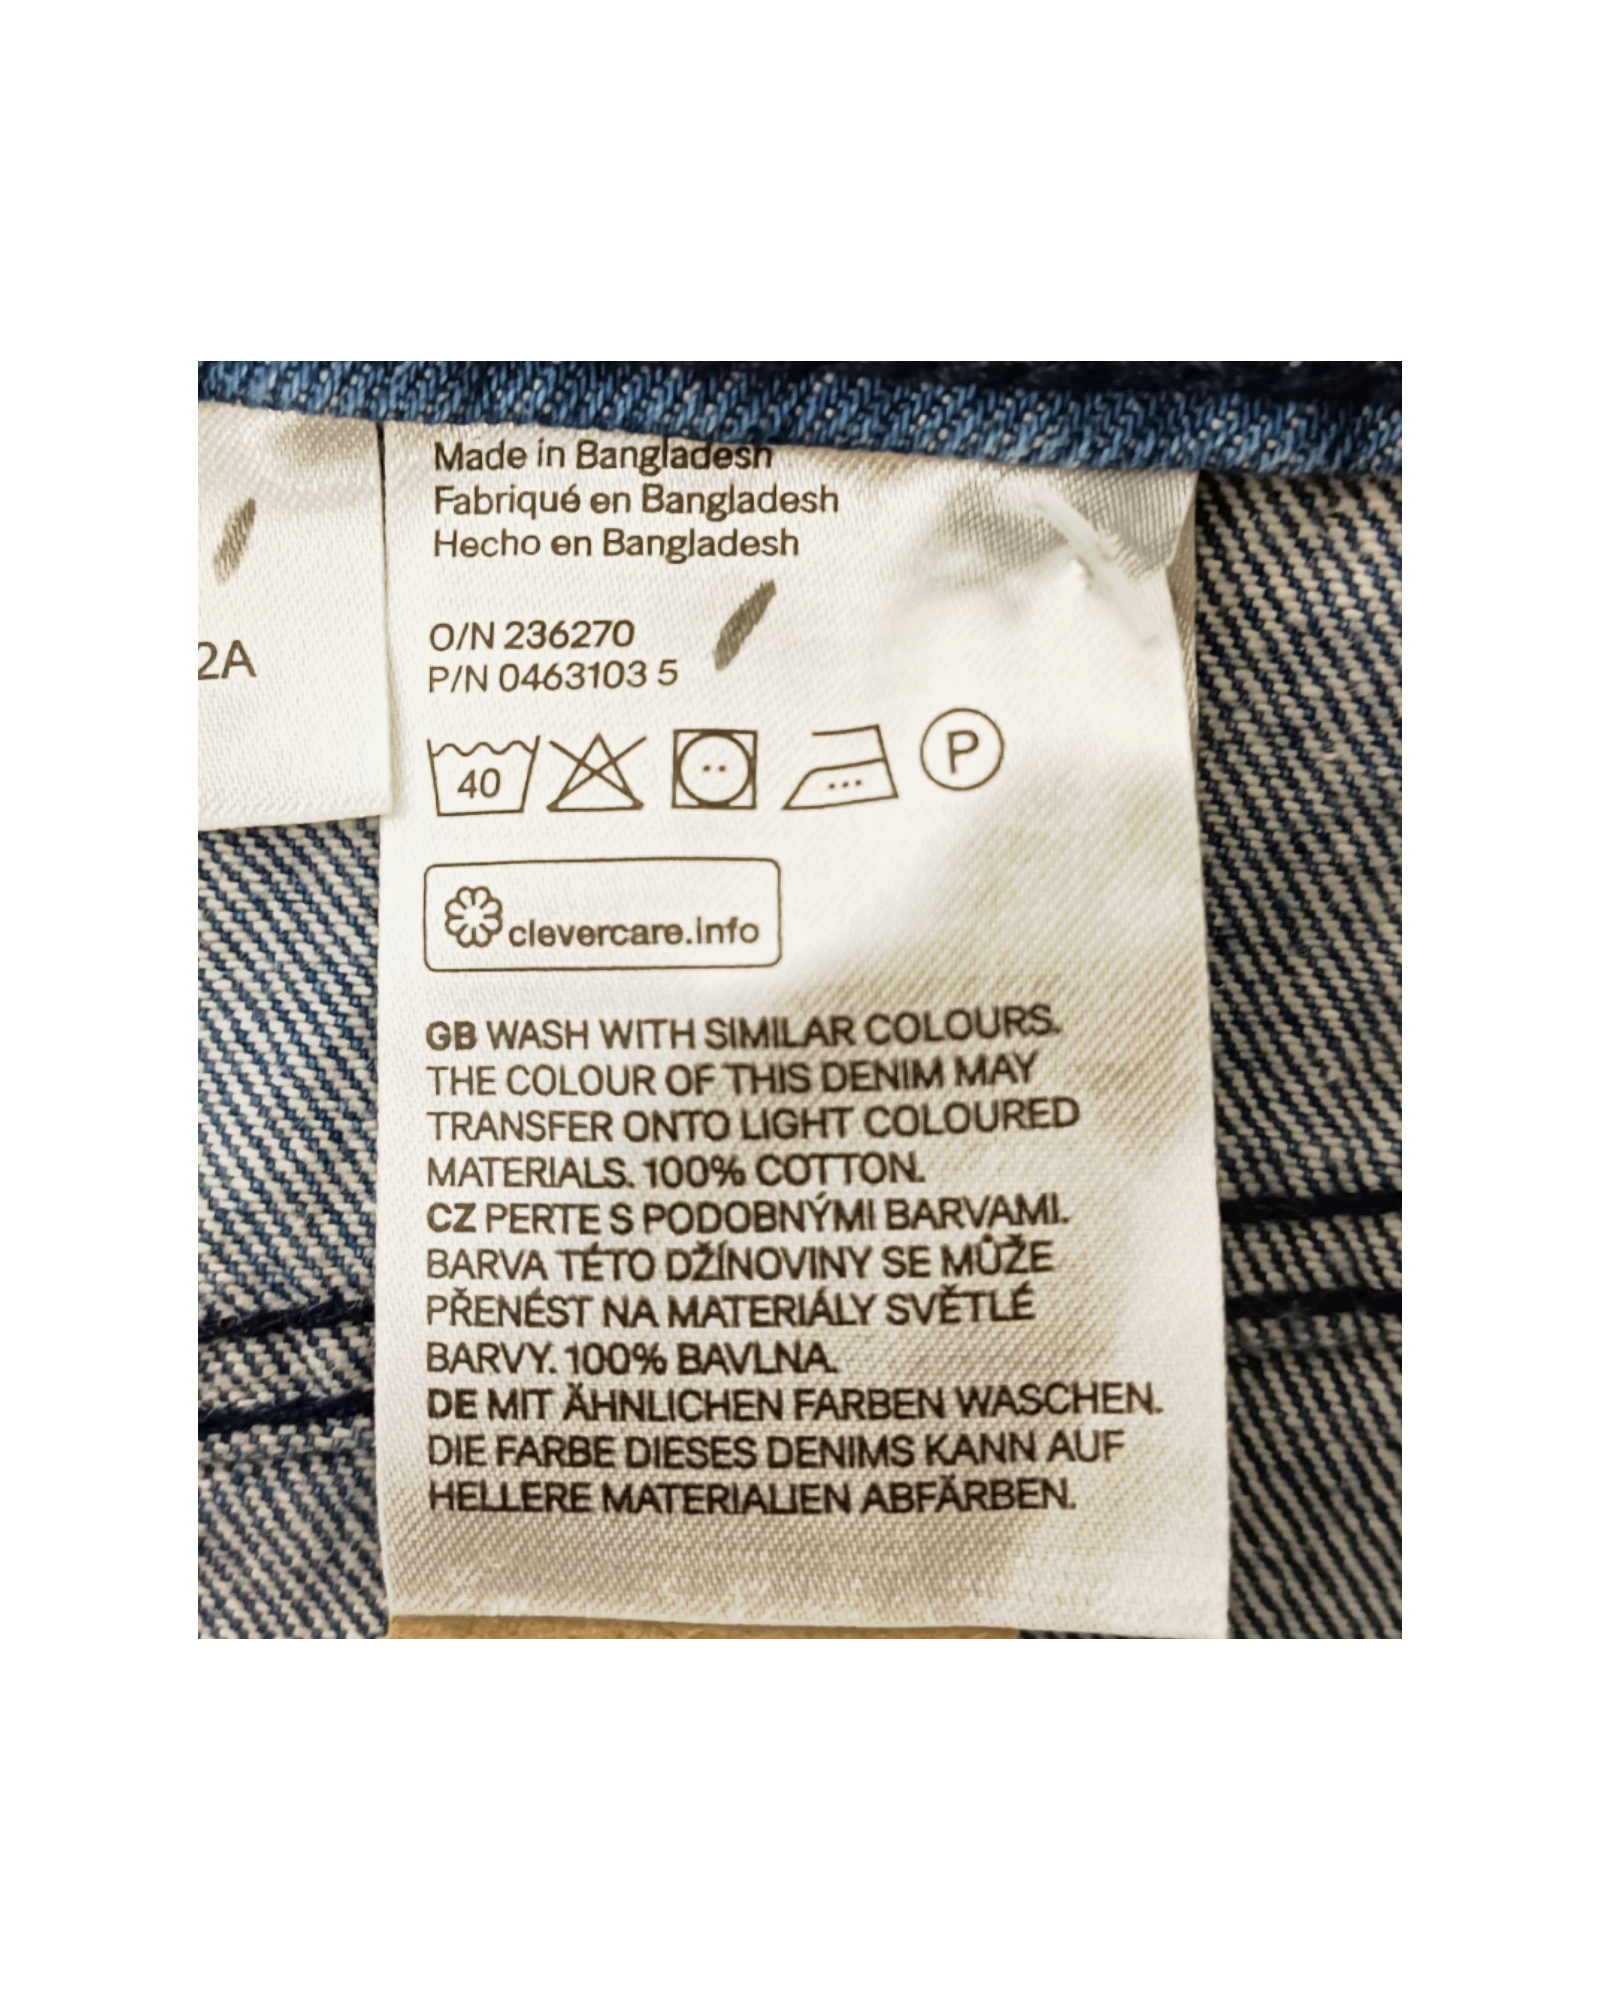 Made in Bangladesh
Fabriqué en Bangladesh
Hecho en Bangladesh
2A
O/N 236270
P/N 0463103 5
40
P
clevercare.info
GB WASH WITH SIMILAR COLOURS.
THE COLOUR OF THIS DENIM MAY
TRANSFER ONTO LIGHT COLOURED
MATERIALS. 100% COTTON.
CZ PERTE S PODOBNÝMI BARVAMI.
BARVA TÉTO DŽÍNOVINY SE MŮŽE
PŘENÉST NA MATERIÁLY SVĚTLÉ
BARVY. 100% BAVLNA.
DE MIT ÄHNLICHEN FARBEN WASCHEN.
DIE FARBE DIESES DENIMS KANN AUF
HELLERE MATERIALIEN ABFÄRBEN.